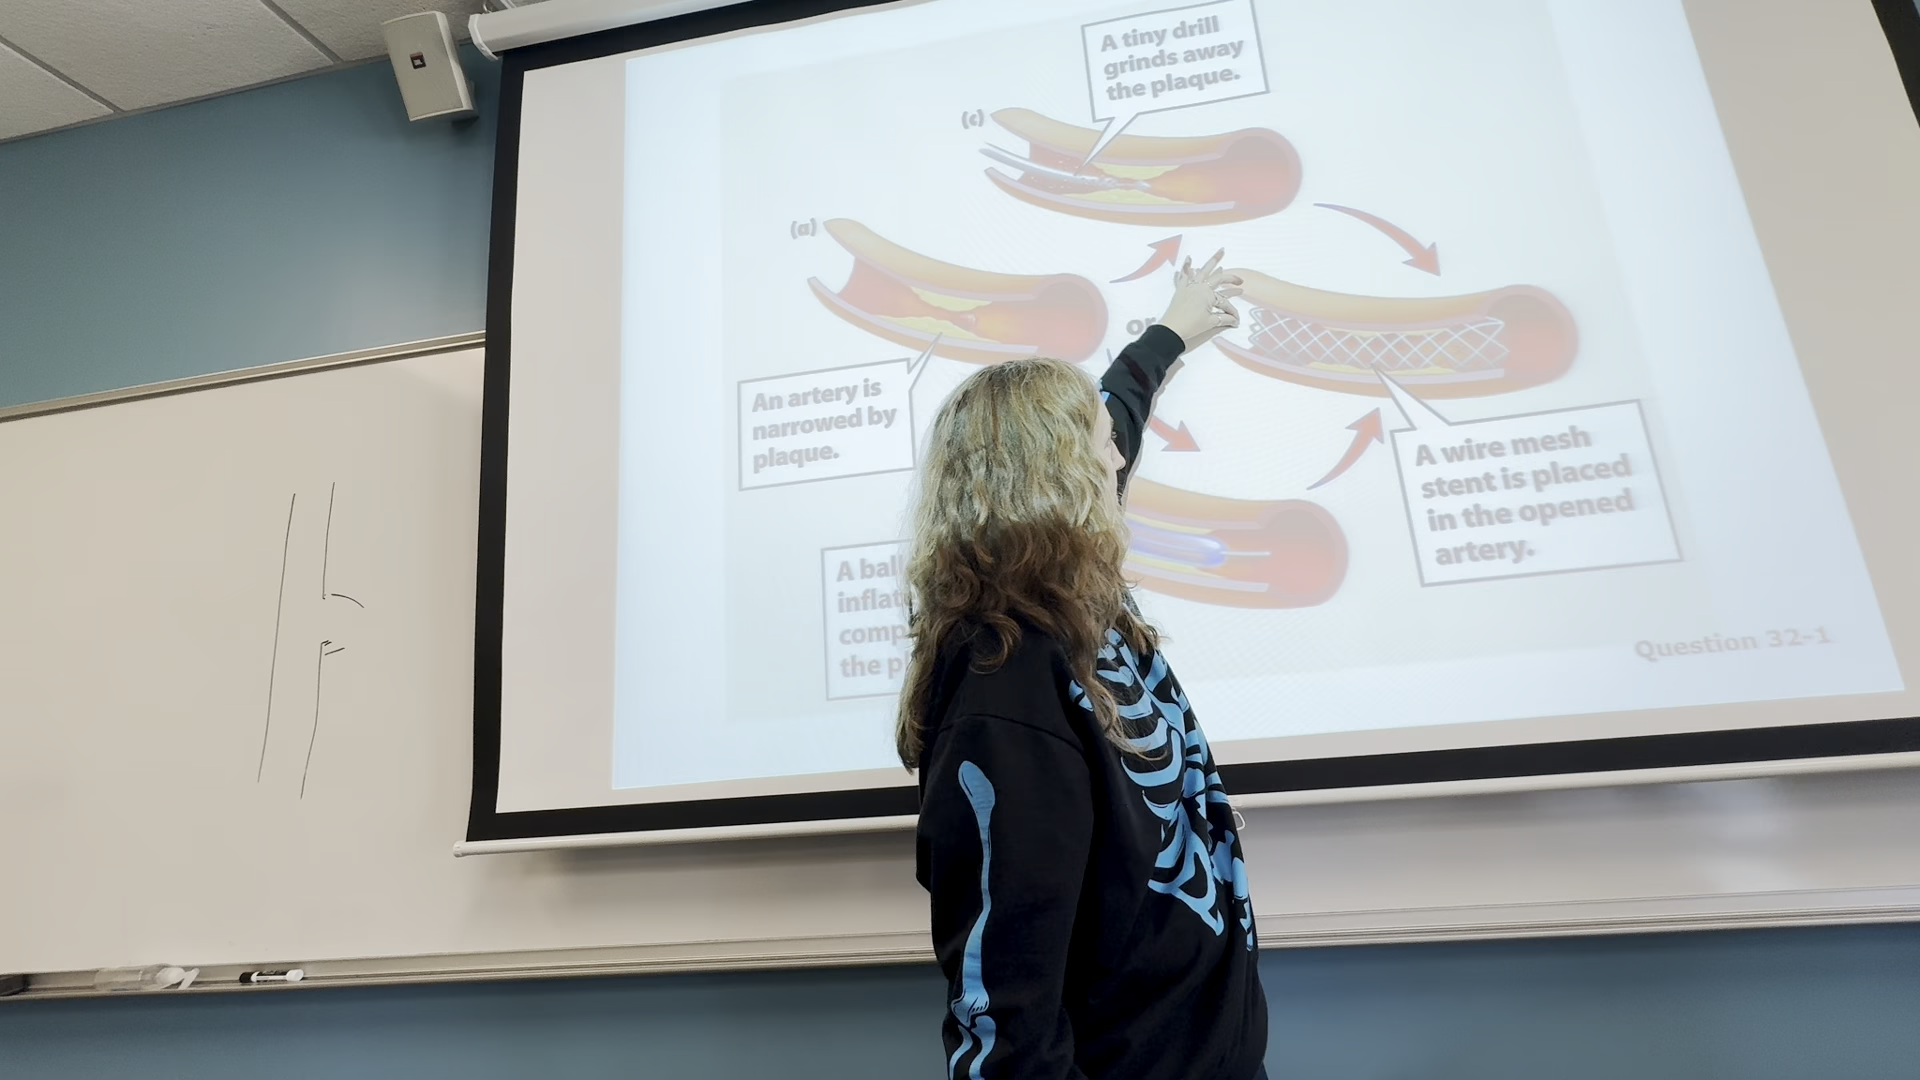 A tiny drill
grinds away
the plaque.
(c)
(a)
or
An artery is
narrowed by
plaque.
A wire mesh
stent is placed
in the opened
artery.
A
the
Question 32-1